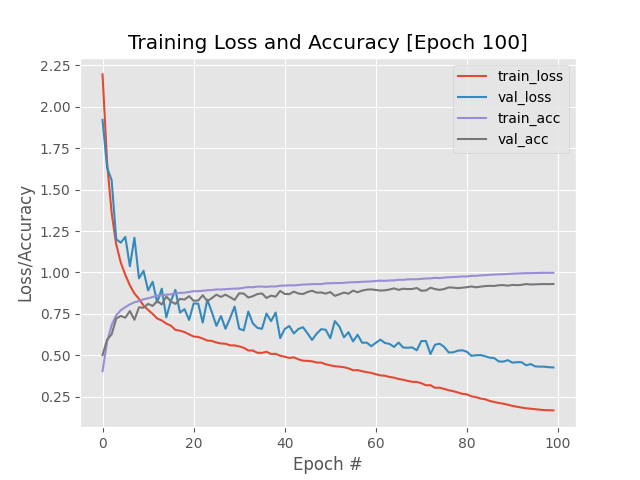 Training Loss and Accuracy [Epoch 100]
train_loss
val_loss
train_acc
val_acc
Loss/Accuracy
2.25
2.00
1.75
1.50
1.25
1.00
0.75
0.50
0.25
0 20 40 60 80 100
Epoch #